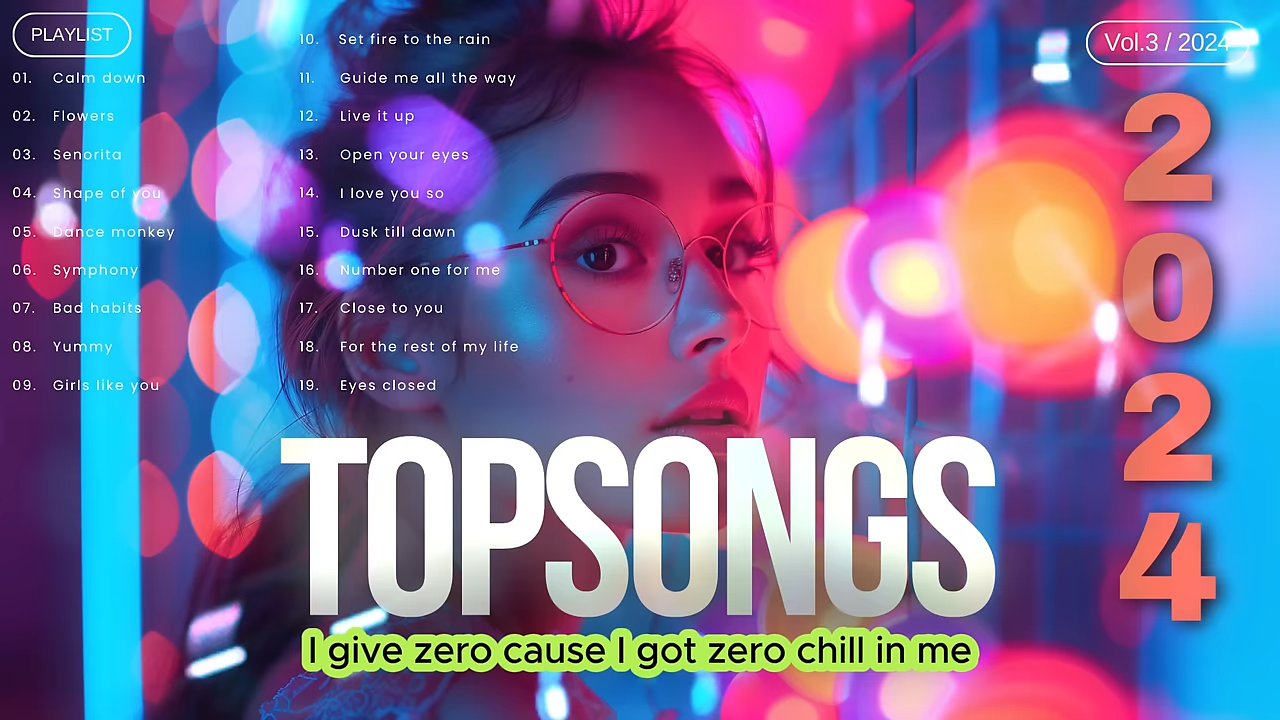 PLAYLIST
01. Calm down
02. Flowers
03. Senorita
04. Shape of you
05. Dance monkey
06. Symphony
07. Bad habits
08. Yummy
09. Girls like you
10. Set fire to the rain
11. Guide me all the way
12. Live it up
13. Open your eyes
14. I love you so
15. Dusk till dawn
16. Number one for me
17. Close to you
18. For the rest of my life
19. Eyes closed
Vol.3 / 2024
2024
TOPSONGS
I give zero cause I got zero chill in me